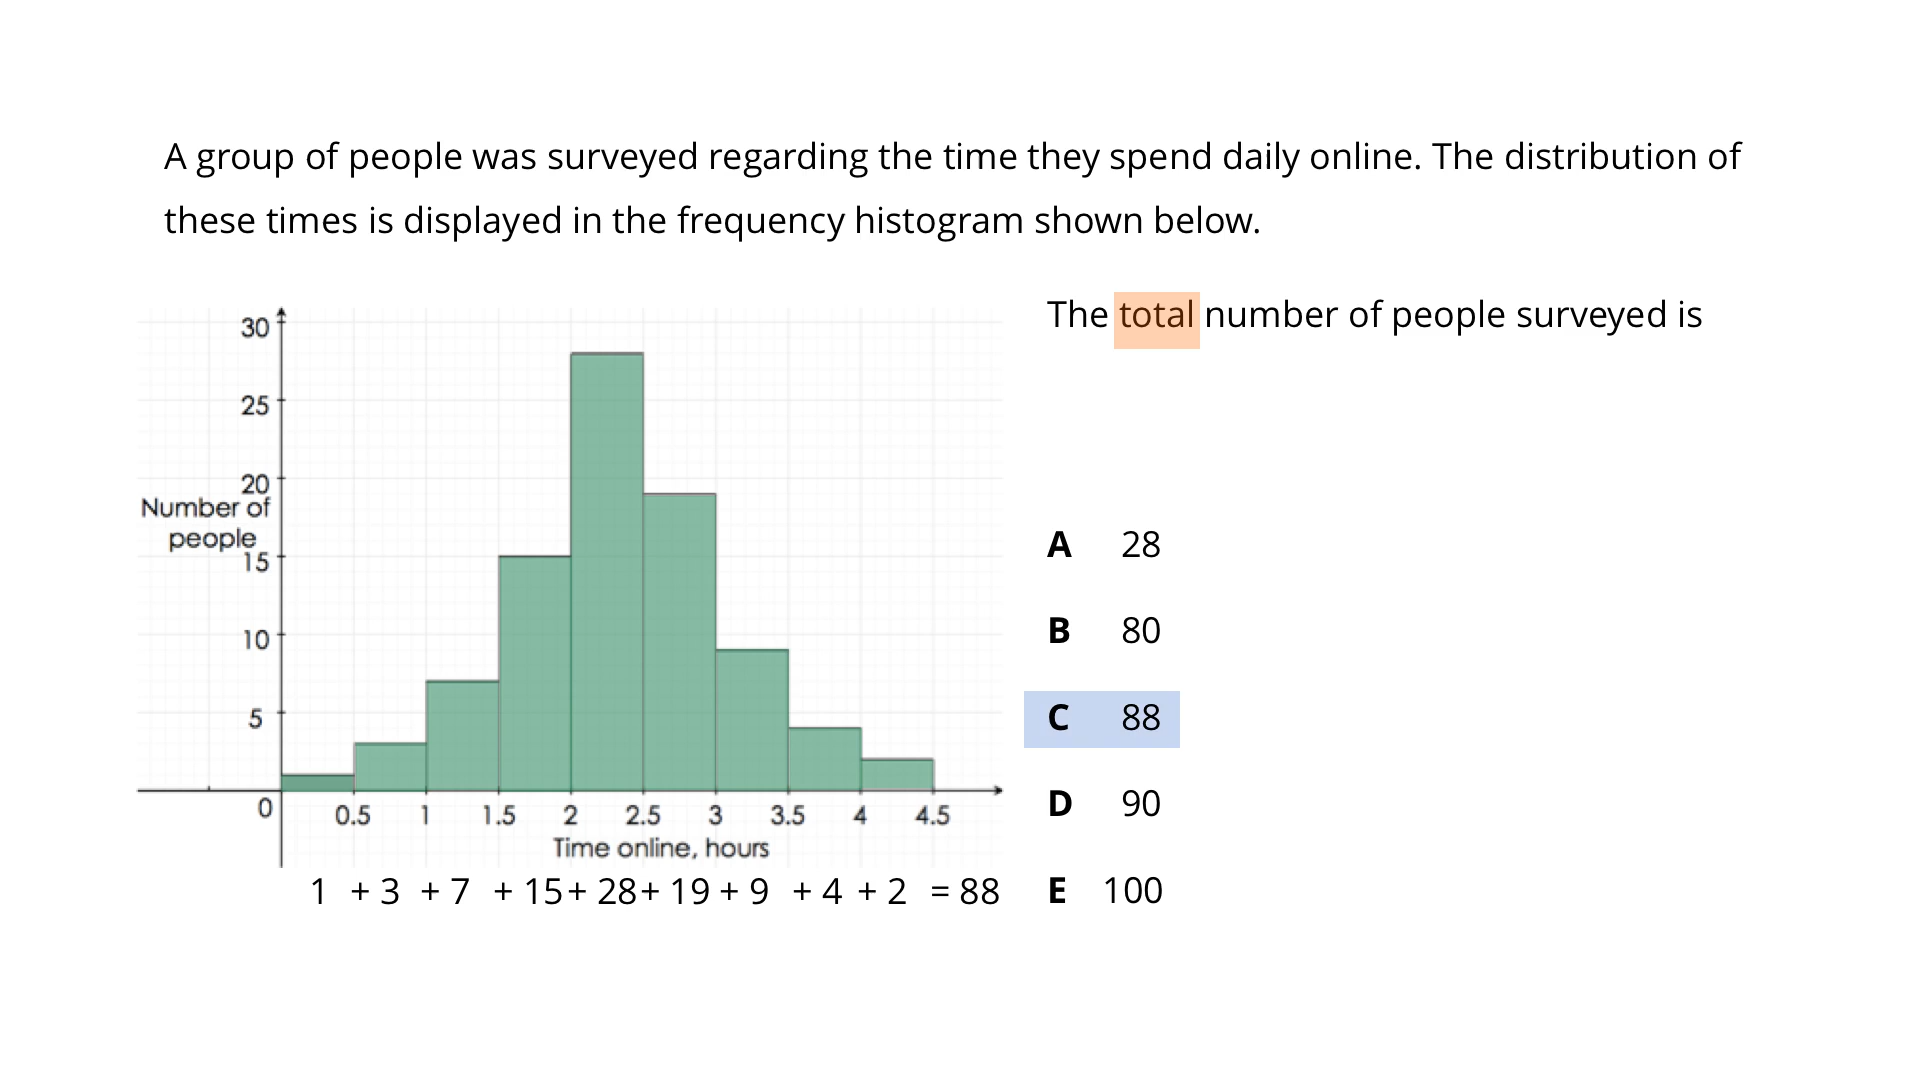 A group of people was surveyed regarding the time they spend daily online. The distribution of
these times is displayed in the frequency histogram shown below.
30
25
20
Number of
people
15
10
5
0
0.5 1 1.5 2 2.5 3 3.5 4 4.5
Time online, hours
1 + 3 + 7 + 15 + 28 + 19 + 9 + 4 + 2 = 88
The total number of people surveyed is
A 28
B 80
C 88
D 90
E 100